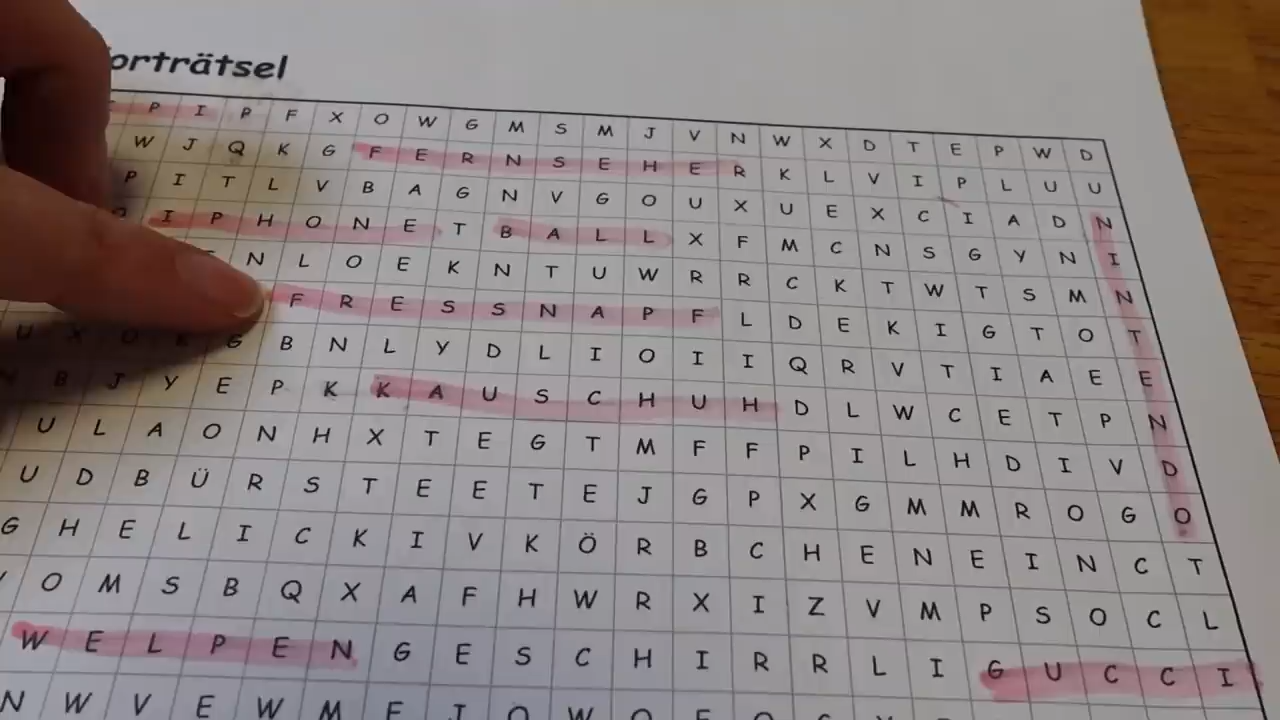 orträtsel
P I P F X O W G M S M J V N W X D T E P W D
W J Q K G F E R N S E H E R K L V I P L U U
P I T L V B A G N V G O U X U E X C I A D N
I P H O N E T B A L L X F M C N S G Y N I
N L O E K N T U W R R C K T W T S M N
F R E S S N A P F L D E K I G T O T
U X O E G B N L Y D L I O I I Q R V T I A E E
B J Y E P K K A U S C H U H D L W C E T P N
U L A O N H X T E G T M F F P I L H D I V D
U D B Ü R S T E E T E J G P X G M M R O G O
G H E L I C K I V K Ö R B C H E N E I N C T
O M S B Q X A F H W R X I Z V M P S O C L
W E L P E N G E S C H I R R L I G U C C I
N W V E W M